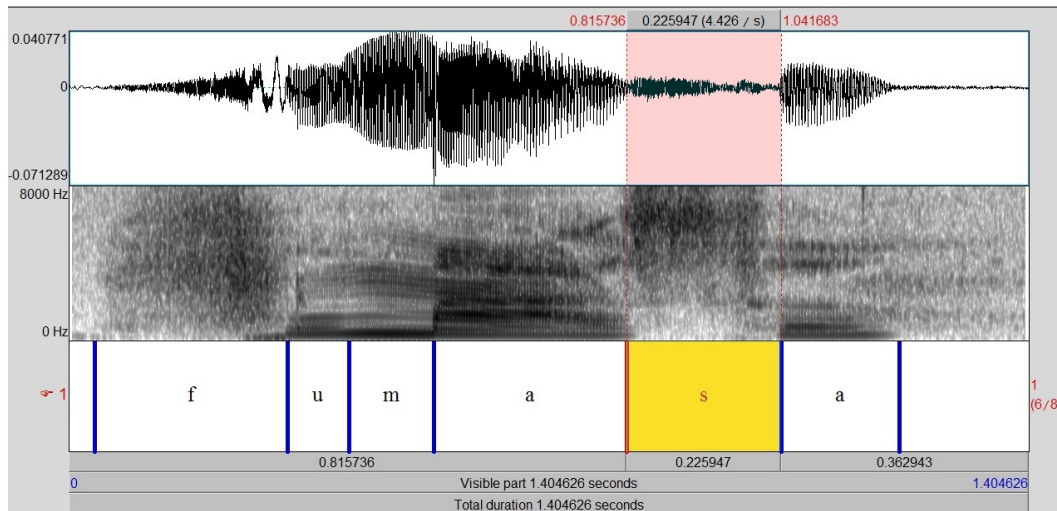 0.815736 0.225947 (4.426 / s) 1.041683
0.040771
0
-0.071289
8000 Hz
0 Hz
☞ 1 f u m a s a 1
(6/8
0.815736 0.225947 0.362943
0 Visible part 1.404626 seconds 1.404626
Total duration 1.404626 seconds